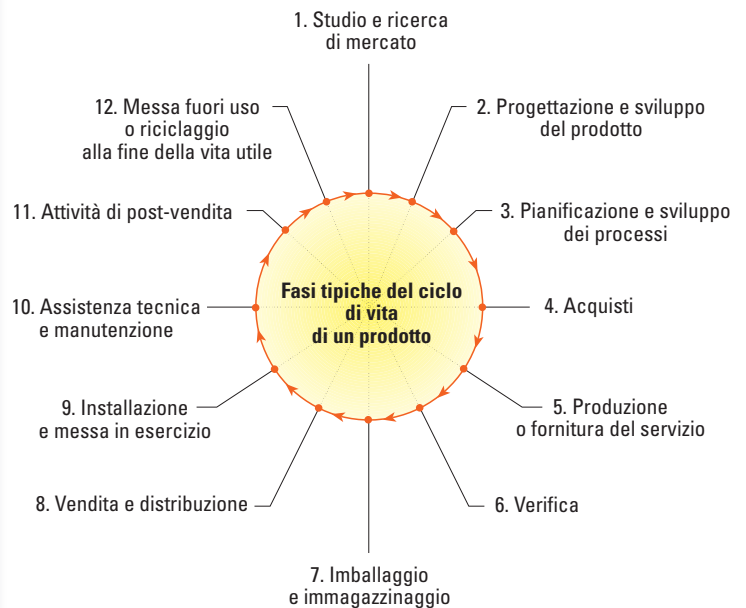 1. Studio e ricerca
di mercato
2. Progettazione e sviluppo
del prodotto
3. Pianificazione e sviluppo
dei processi
4. Acquisti
5. Produzione
o fornitura del servizio
6. Verifica
7. Imballaggio
e immagazzinaggio
8. Vendita e distribuzione
9. Installazione
e messa in esercizio
10. Assistenza tecnica
e manutenzione
11. Attività di post-vendita
12. Messa fuori uso
o riciclaggio
alla fine della vita utile
Fasi tipiche del ciclo
di vita
di un prodotto